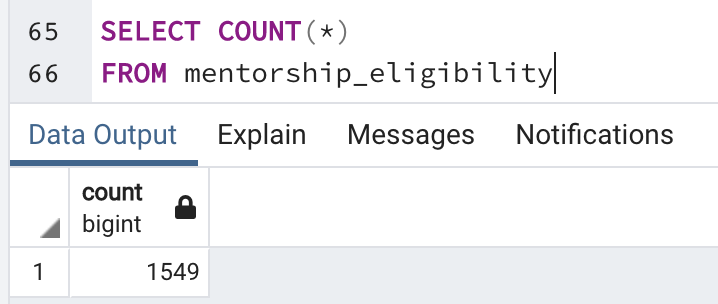 65 SELECT COUNT(*)
66 FROM mentorship_eligibility
Data Output Explain Messages Notifications
count
bigint
1 1549